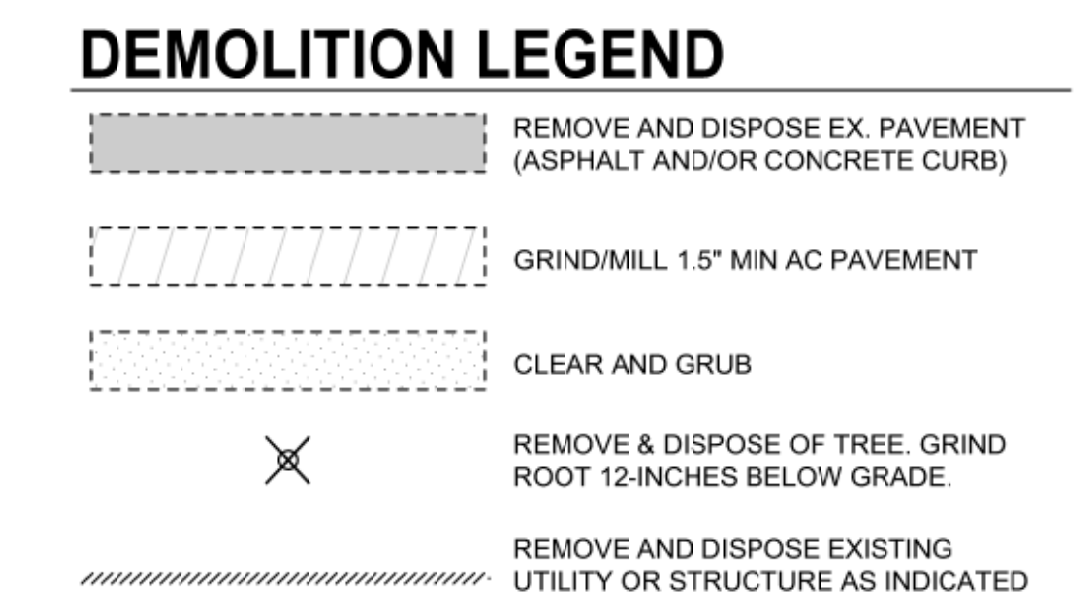 DEMOLITION LEGEND
REMOVE AND DISPOSE EX. PAVEMENT
(ASPHALT AND/OR CONCRETE CURB)
GRIND/MILL 1.5" MIN AC PAVEMENT
CLEAR AND GRUB
REMOVE & DISPOSE OF TREE. GRIND
ROOT 12-INCHES BELOW GRADE.
REMOVE AND DISPOSE EXISTING
UTILITY OR STRUCTURE AS INDICATED